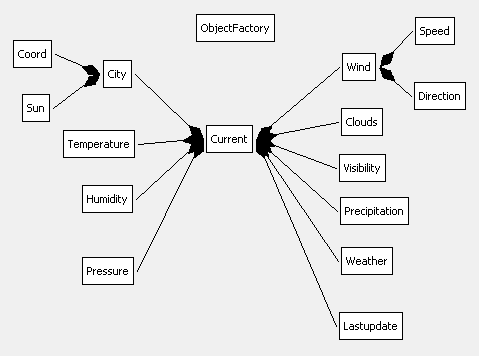 ObjectFactory
Speed
Coord
City
Wind
Sun
Direction
Clouds
Temperature
Current
Visibility
Humidity
Precipitation
Pressure
Weather
Lastupdate